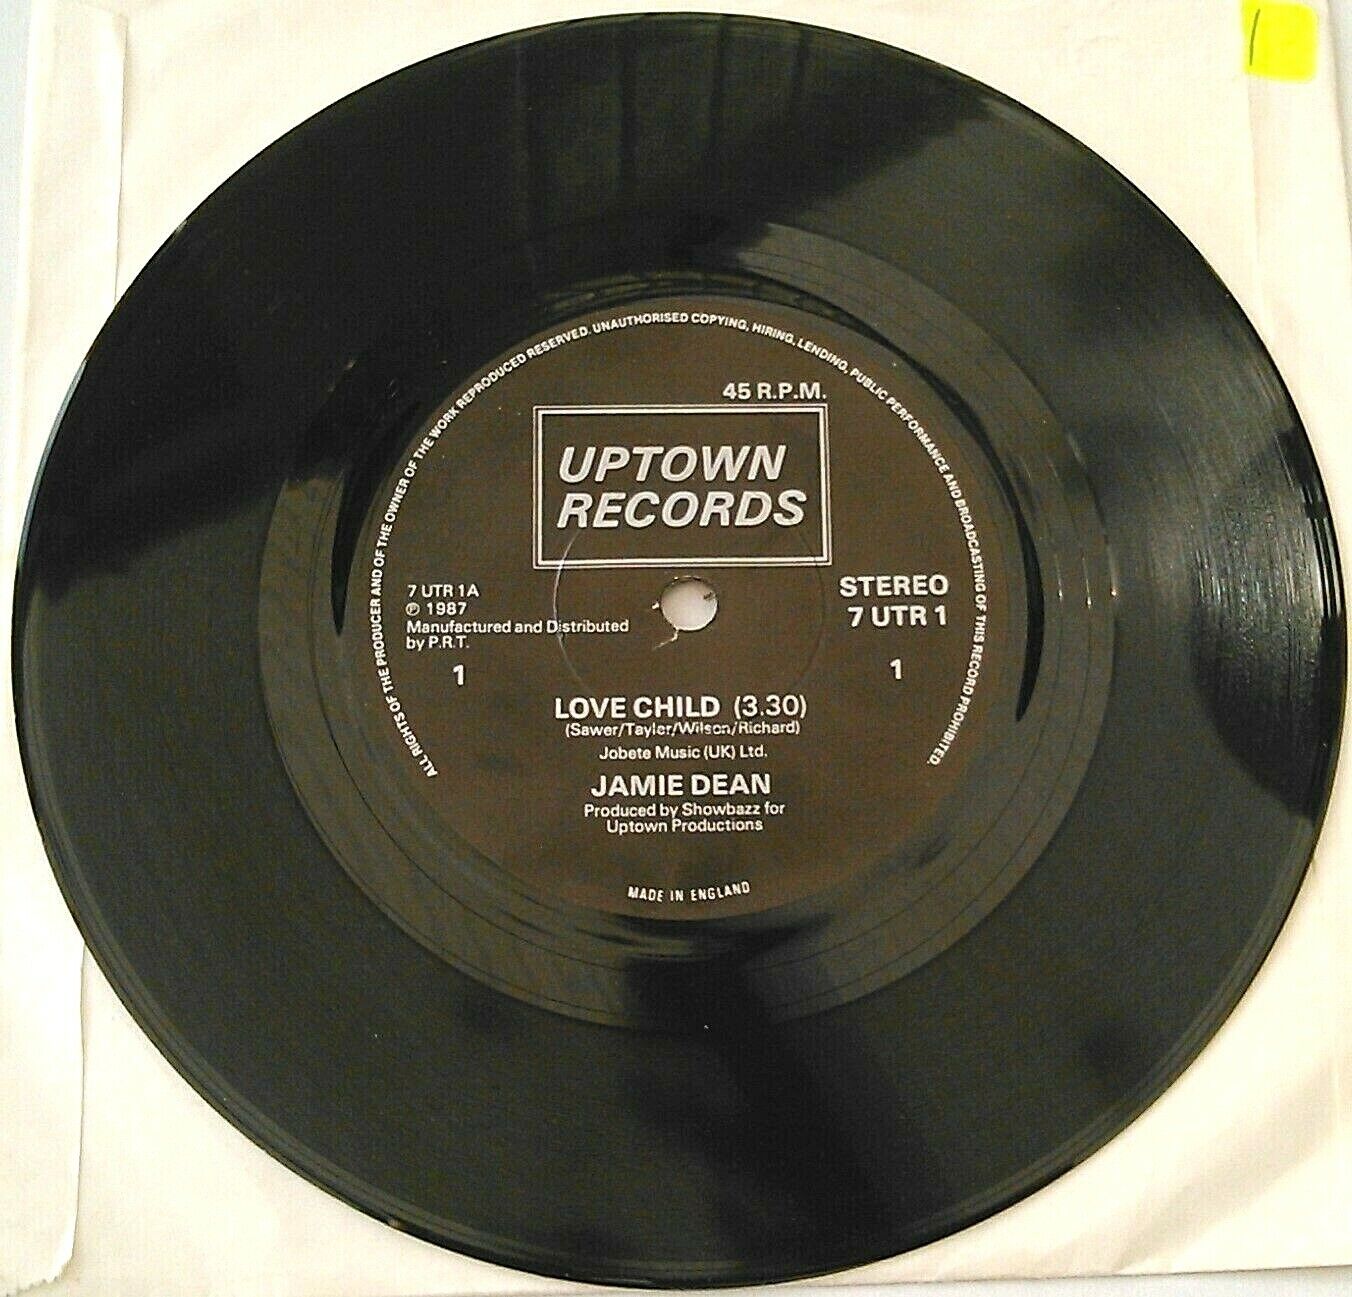 ALL RIGHTS OF THE PRODUCER AND OF THE OWNER OF THE WORK REPRODUCED RESERVED. UNAUTHORISED COPYING, HIRING, LENDING, PUBLIC PERFORMANCE AND BROADCASTING OF THIS RECORD PROHIBITED.
45 R.P.M.
UPTOWN
RECORDS
7 UTR 1A
℗ 1987
Manufactured and Distributed
by P.R.T.
1
STEREO
7 UTR 1
1
LOVE CHILD (3.30)
(Sawer/Tayler/Wilson/Richard)
Jobete Music (UK) Ltd.
JAMIE DEAN
Produced by Showbazz for
Uptown Productions
MADE IN ENGLAND